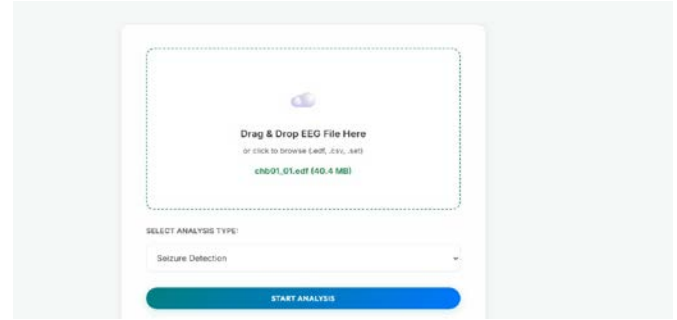 Drag & Drop EEG File Here
or click to browse (.edf, .csv, .set)
chb01_01.edf (40.4 MB)
SELECT ANALYSIS TYPE:
Seizure Detection
START ANALYSIS